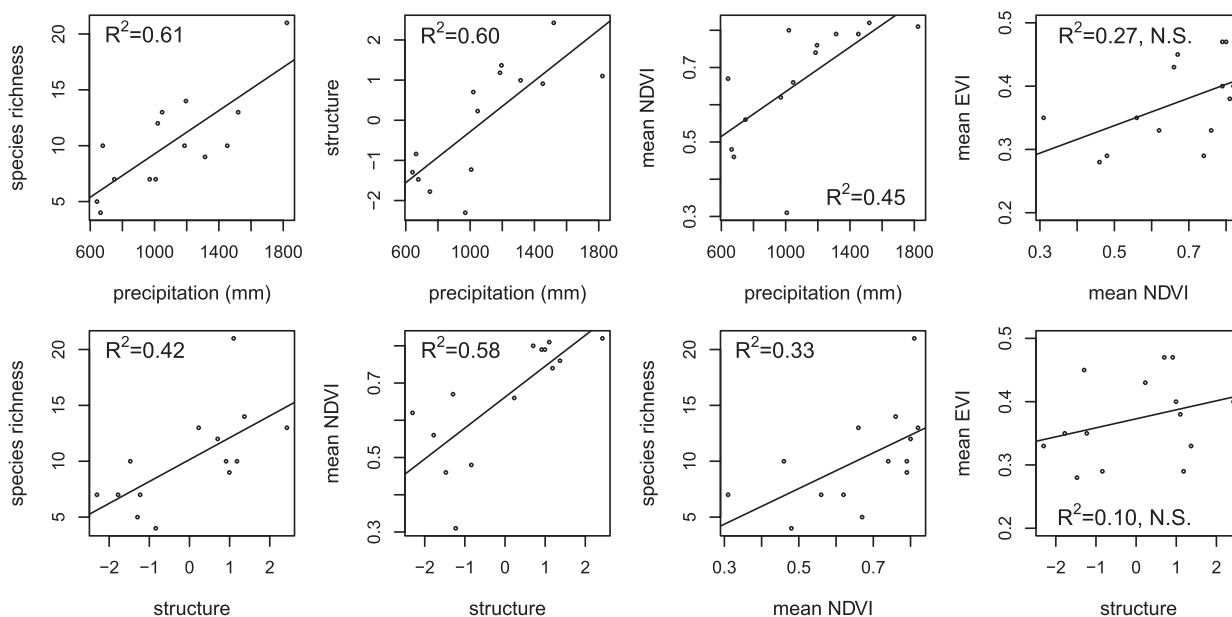 R²=0.61
species richness
5 10 15 20
600 1000 1400 1800
precipitation (mm)
R²=0.60
structure
−2 −1 0 1 2
600 1000 1400 1800
precipitation (mm)
R²=0.45
mean NDVI
0.3 0.5 0.7
600 1000 1400 1800
precipitation (mm)
R²=0.27, N.S.
mean EVI
0.2 0.3 0.4 0.5
0.3 0.5 0.7
mean NDVI
R²=0.42
species richness
5 10 15 20
−2 −1 0 1 2
structure
R²=0.58
mean NDVI
0.3 0.5 0.7
−2 −1 0 1 2
structure
R²=0.33
species richness
5 10 15 20
0.3 0.5 0.7
mean NDVI
R²=0.10, N.S.
mean EVI
0.2 0.3 0.4 0.5
−2 −1 0 1 2
structure